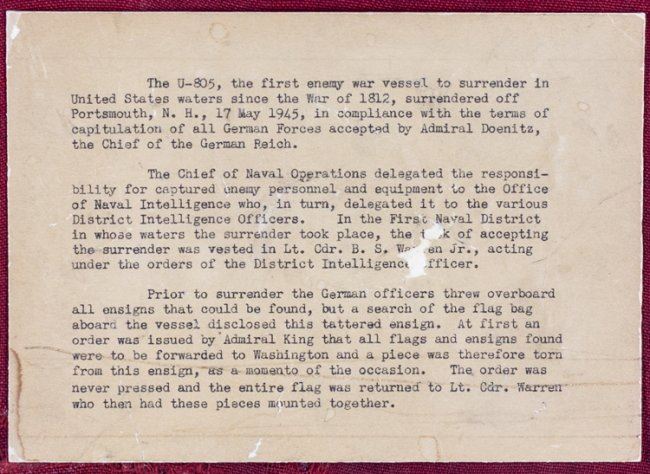 The U-805, the first enemy war vessel to surrender in
United States waters since the War of 1812, surrendered off
Portsmouth, N. H., 17 May 1945, in compliance with the terms of
capitulation of all German Forces accepted by Admiral Doenitz,
the Chief of the German Reich.
The Chief of Naval Operations delegated the responsi-
bility for captured enemy personnel and equipment to the Office
of Naval Intelligence who, in turn, delegated it to the various
District Intelligence Officers. In the First Naval District
in whose waters the surrender took place, the of accepting
the surrender was vested in Lt. Cdr. B. S. Warren Jr., acting
under the orders of the District Intelligence Officer.
Prior to surrender the German officers threw overboard
all ensigns that could be found, but a search of the flag bag
aboard the vessel disclosed this tattered ensign. At first an
order was issued by Admiral King that all flags and ensigns found
were to be forwarded to Washington and a piece was therefore torn
from this ensign, as a momento of the occasion. The order was
never pressed and the entire flag was returned to Lt. Cdr. Warren
who then had these pieces mounted together.